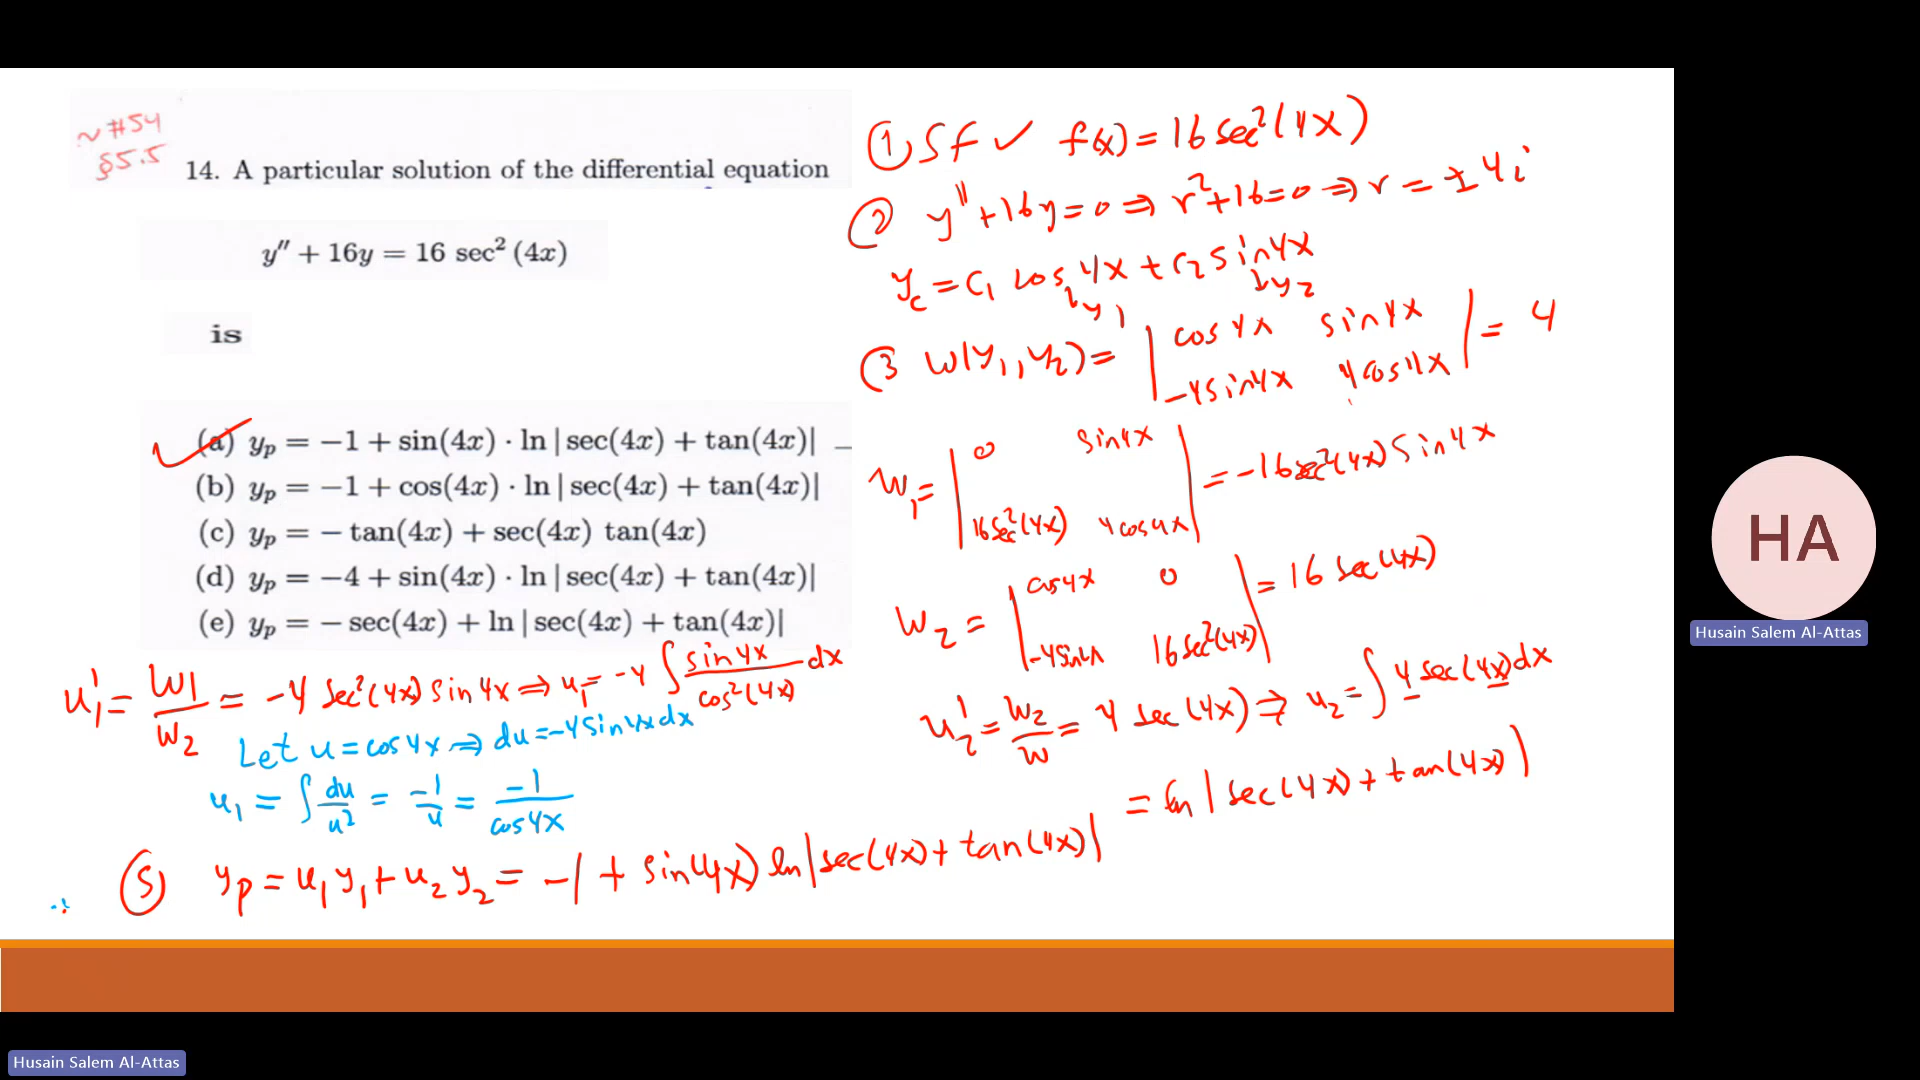 ~ #54
§5.5
14. A particular solution of the differential equation
y″ + 16y = 16 sec² (4x)
is
(a) yₚ = −1 + sin(4x) · ln | sec(4x) + tan(4x)|
(b) yₚ = −1 + cos(4x) · ln | sec(4x) + tan(4x)|
(c) yₚ = − tan(4x) + sec(4x) tan(4x)
(d) yₚ = −4 + sin(4x) · ln | sec(4x) + tan(4x)|
(e) yₚ = − sec(4x) + ln | sec(4x) + tan(4x)|
① SF ✓ f(x) = 16 sec²(4x)
② y″ + 16y = 0 ⇒ r² + 16 = 0 ⇒ r = ± 4i
y_c = c₁ cos 4x + c₂ sin 4x
↳ y₁ ↳ y₂
③ W(y₁, y₂) = | cos 4x sin 4x | = 4
−4 sin 4x 4 cos 4x
W₁ = | 0 sin 4x | = −16 sec²(4x) sin 4x
16 sec²(4x) 4 cos 4x
W₂ = | cos 4x 0 | = 16 sec(4x)
−4 sin 4x 16 sec²(4x)
u₁′ = W1/W₂ = −4 sec²(4x) sin 4x ⇒ u₁ = −4 ∫ sin 4x / cos²(4x) dx
Let u = cos 4x ⇒ du = −4 sin 4x dx
u₁ = ∫ du/u² = −1/u = −1/cos 4x
u₂′ = W₂/W = 4 sec(4x) ⇒ u₂ = ∫ 4 sec(4x) dx
= ln | sec(4x) + tan(4x) |
⑤ yₚ = u₁ y₁ + u₂ y₂ = −1 + sin(4x) ln | sec(4x) + tan(4x) |
HA
Husain Salem Al-Attas
Husain Salem Al-Attas